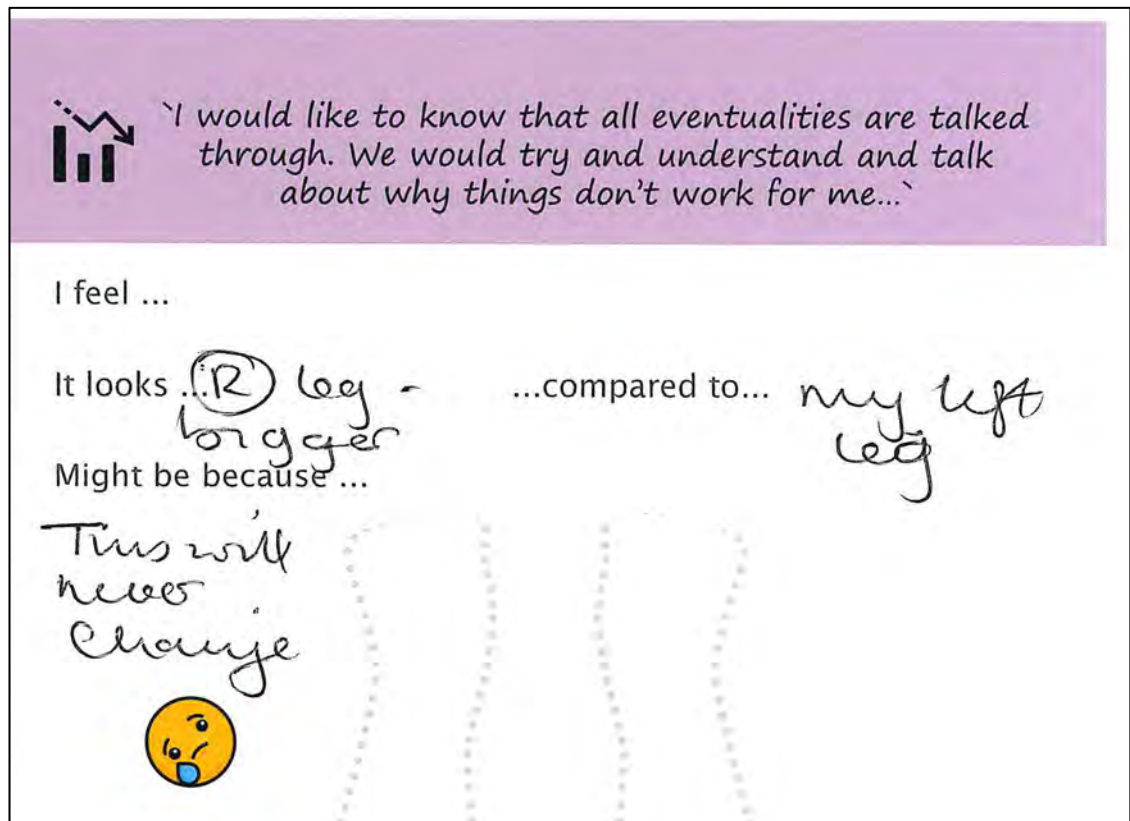 `I would like to know that all eventualities are talked
through. We would try and understand and talk
about why things don't work for me...`
I feel ...
It looks ...R leg - ...compared to... my left
bigger leg
Might be because ...
This will
never
Change